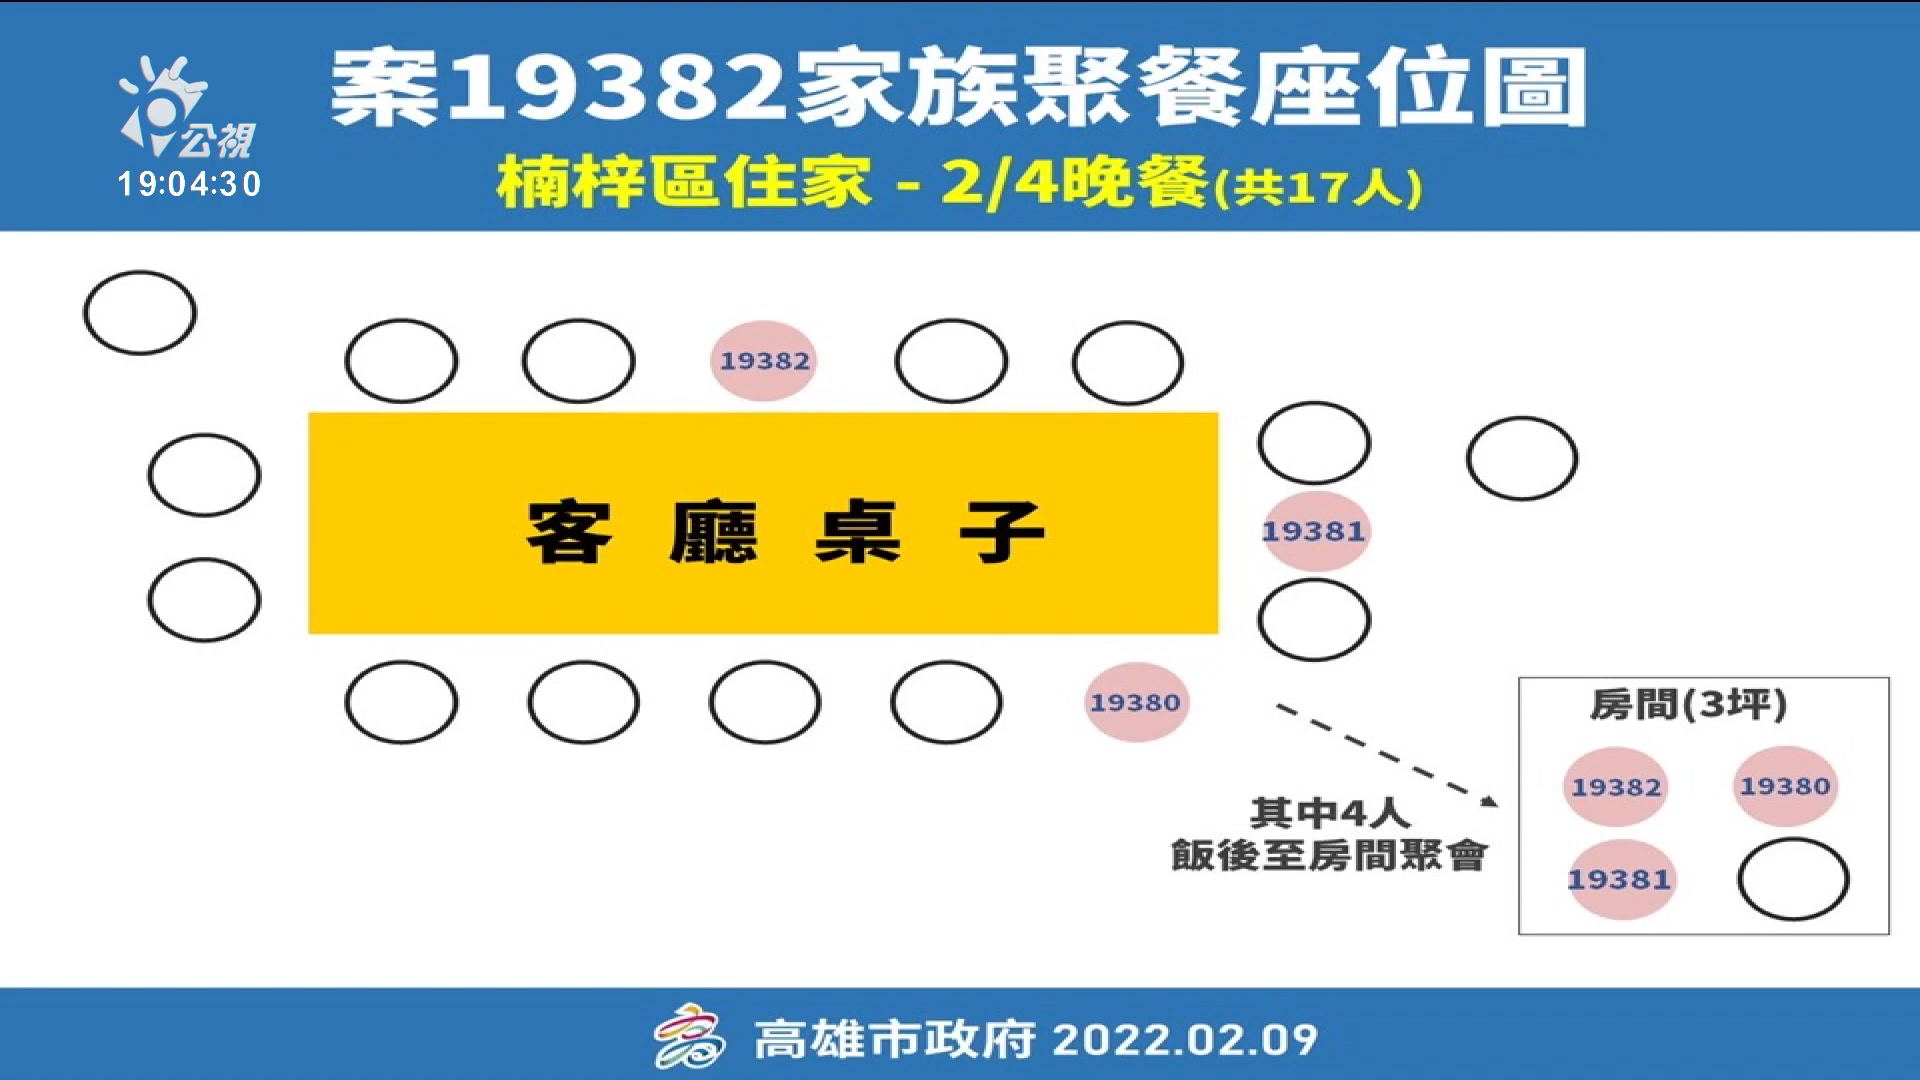 案19382家族聚餐座位圖
公視
19:04:30
楠梓區住家 - 2/4晚餐(共17人)
19382
客廳桌子
19381
19380
其中4人
飯後至房間聚會
房間(3坪)
19382
19380
19381
高雄市政府 2022.02.09